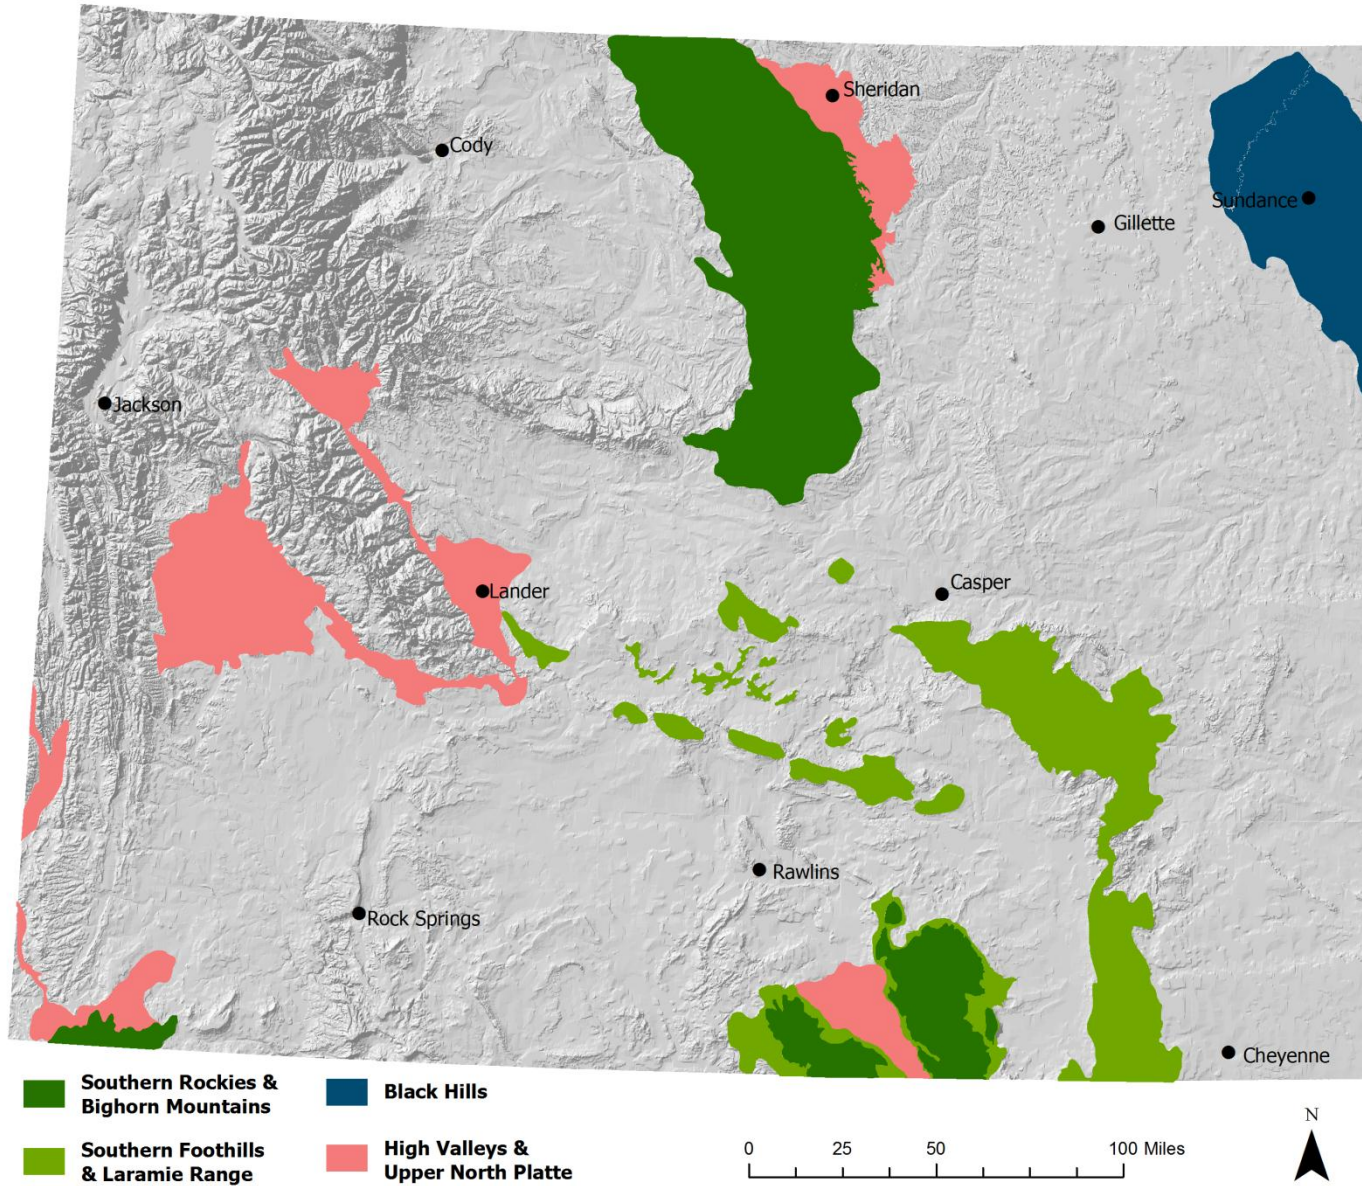 Sheridan
Cody
Sundance
Gillette
Jackson
Casper
Lander
Rawlins
Rock Springs
Cheyenne
Southern Rockies &
Bighorn Mountains
Black Hills
Southern Foothills
& Laramie Range
High Valleys &
Upper North Platte
0 25 50 100 Miles
N